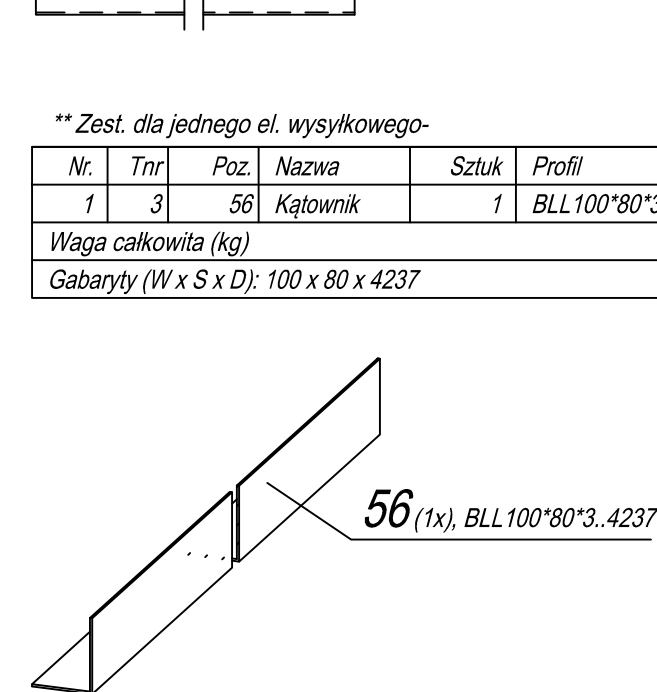 ** Zest. dla jednego el. wysyłkowego-
Nr. Tnr Poz. Nazwa Sztuk Profil
1 3 56 Kątownik 1 BLL100*80*3
Waga całkowita (kg)
Gabaryty (W x S x D): 100 x 80 x 4237
56 (1x), BLL100*80*3..4237